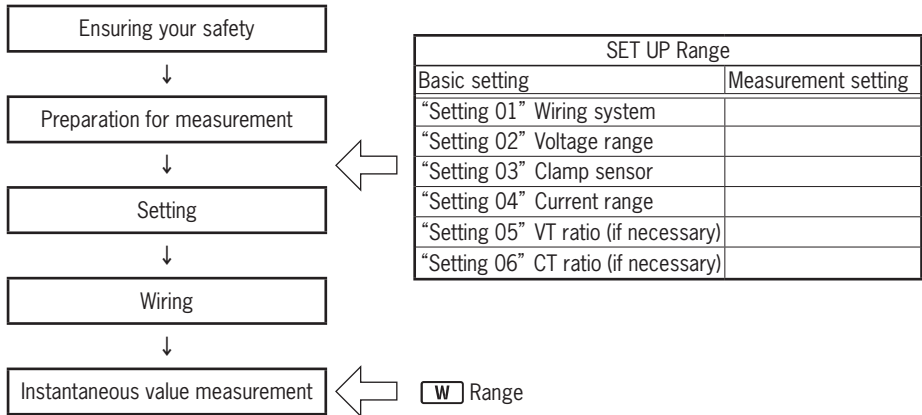 Ensuring your safety
↓
Preparation for measurement
↓
Setting
↓
Wiring
↓
Instantaneous value measurement
SET UP Range
Basic setting Measurement setting
“Setting 01” Wiring system
“Setting 02” Voltage range
“Setting 03” Clamp sensor
“Setting 04” Current range
“Setting 05” VT ratio (if necessary)
“Setting 06” CT ratio (if necessary)
W Range